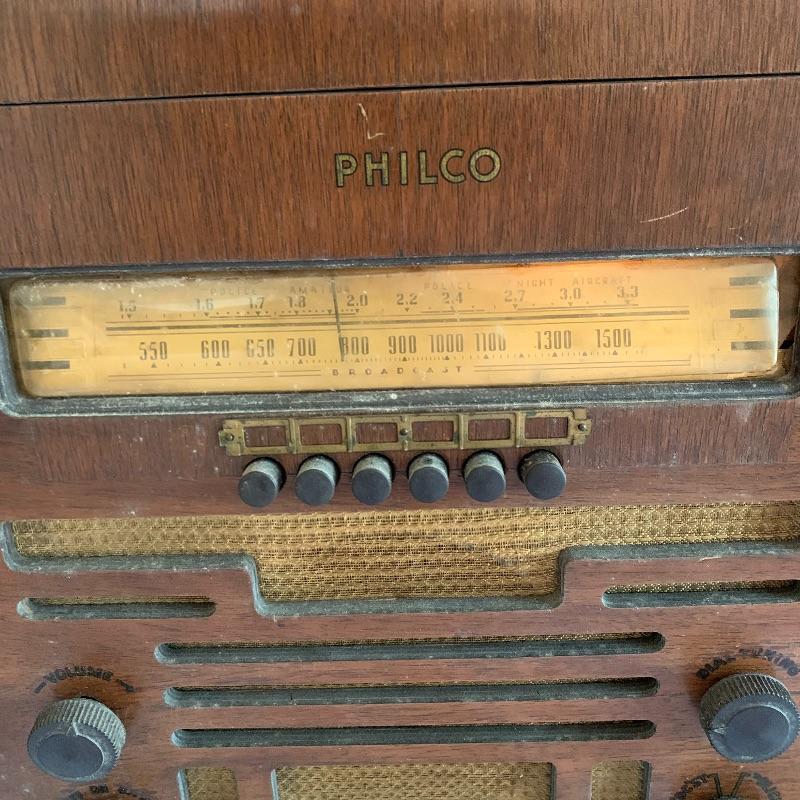 PHILCO
POLICE AMATEUR POLICE NIGHT AIRCRAFT
1.5 1.6 1.7 1.8 2.0 2.2 2.4 2.7 3.0 3.3
550 600 650 700 800 900 1000 1100 1300 1500
BROADCAST
VOLUME
DIAL TUNING